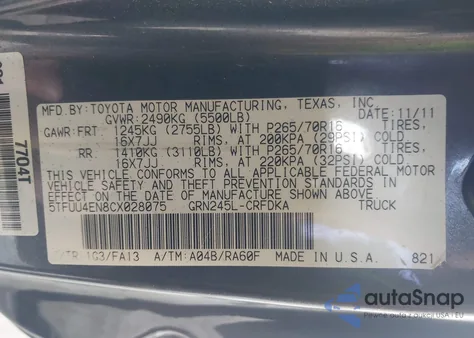 MFD.BY:TOYOTA MOTOR MANUFACTURING, TEXAS, INC.
GVWR:2490KG (5500LB) 11/11
GAWR:FRT 1245KG (2755LB) WITH P265/70R16 TIRES,
16X7JJ RIMS, AT 200KPA (29PSI) COLD
RR 1410KG (3110LB) WITH P265/70R16 TIRES,
16X7JJ RIMS, AT 220KPA (32PSI) COLD
THIS VEHICLE CONFORMS TO ALL APPLICABLE FEDERAL MOTOR
VEHICLE SAFETY AND THEFT PREVENTION STANDARDS IN
EFFECT ON THE DATE OF MANUFACTURE SHOWN ABOVE.
5TFUU4EN8CX028075 GRN245L-CRFDKA TRUCK
C/TR:1G3/FA13 A/TM:A04B/RA60F MADE IN U.S.A. 821
7704T
autoSnap